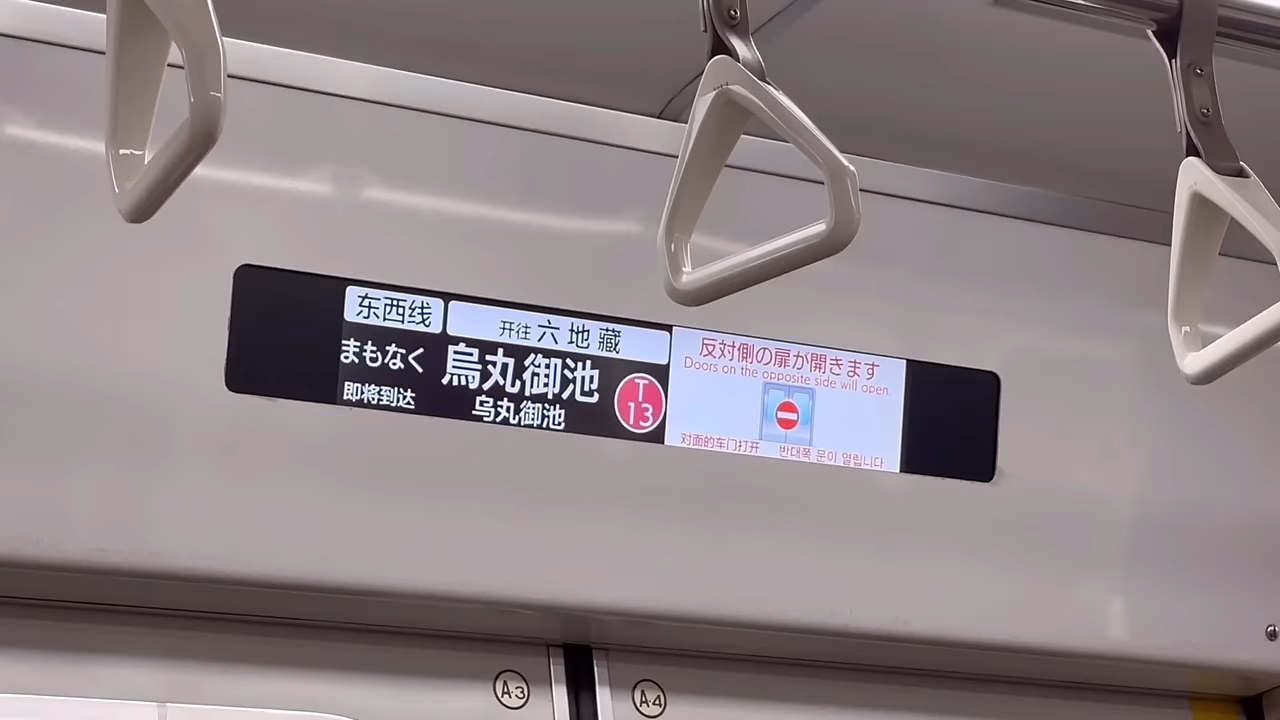 东西线
开往 六地藏
まもなく 烏丸御池
即将到达 乌丸御池
T
13
反対側の扉が開きます
Doors on the opposite side will open.
对面的车门打开 반대쪽 문이 열립니다
A3
A4